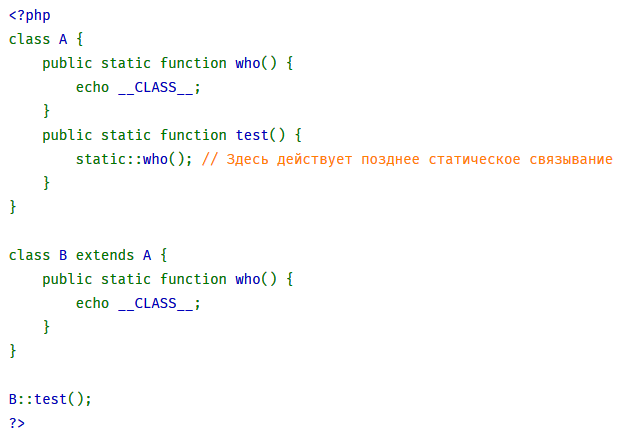 <?php
class A {
    public static function who() {
        echo __CLASS__;
    }
    public static function test() {
        static::who(); // Здесь действует позднее статическое связывание
    }
}

class B extends A {
    public static function who() {
        echo __CLASS__;
    }
}

B::test();
?>